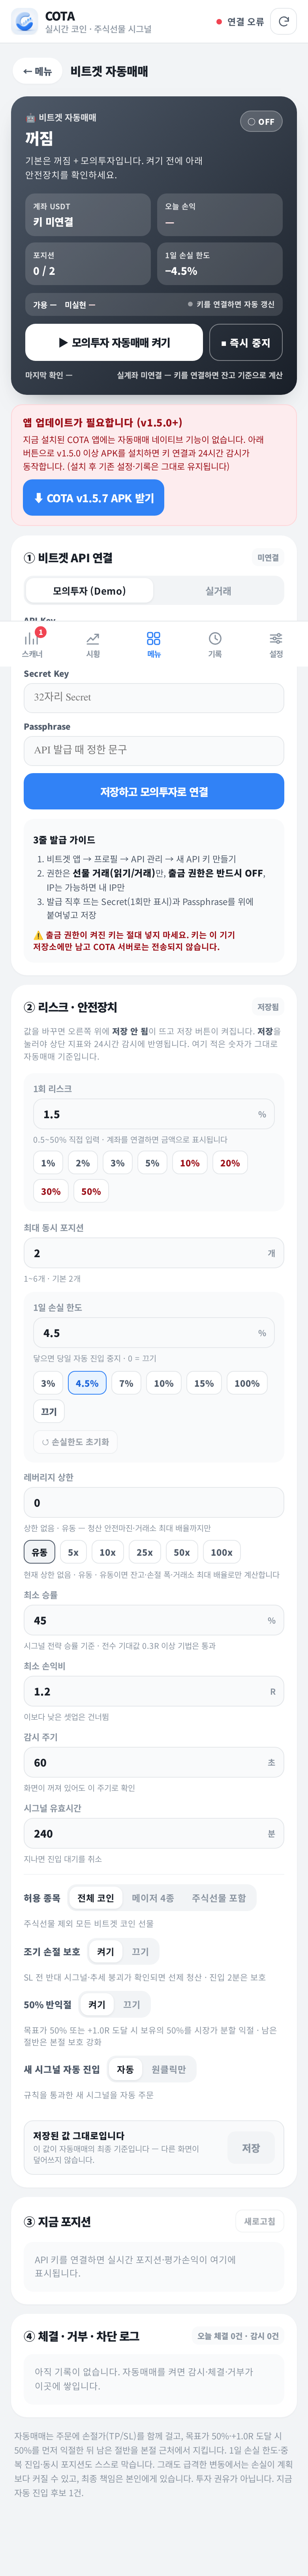 COTA
실시간 코인 · 주식선물 시그널
연결 오류
← 메뉴
비트겟 자동매매
🤖 비트겟 자동매매
OFF
꺼짐
기본은 꺼짐 + 모의투자입니다. 켜기 전에 아래
안전장치를 확인하세요.
계좌 USDT
키 미연결
오늘 손익
—
포지션
0 / 2
1일 손실 한도
−4.5%
가용 — 미실현 —
키를 연결하면 자동 갱신
▶ 모의투자 자동매매 켜기
■ 즉시 중지
마지막 확인 —
실계좌 미연결 — 키를 연결하면 잔고 기준으로 계산
앱 업데이트가 필요합니다 (v1.5.0+)
지금 설치된 COTA 앱에는 자동매매 네이티브 기능이 없습니다. 아래
버튼으로 v1.5.0 이상 APK를 설치하면 키 연결과 24시간 감시가
동작합니다. (설치 후 기존 설정·기록은 그대로 유지됩니다)
⬇ COTA v1.5.7 APK 받기
① 비트겟 API 연결
미연결
모의투자 (Demo)
실거래
API Key
1
스캐너
시황
메뉴
기록
설정
Secret Key
32자리 Secret
Passphrase
API 발급 때 정한 문구
저장하고 모의투자로 연결
3줄 발급 가이드
1. 비트겟 앱 → 프로필 → API 관리 → 새 API 키 만들기
2. 권한은 선물 거래(읽기/거래)만, 출금 권한은 반드시 OFF,
IP는 가능하면 내 IP만
3. 발급 직후 뜨는 Secret(1회만 표시)과 Passphrase를 위에
붙여넣고 저장
⚠️ 출금 권한이 켜진 키는 절대 넣지 마세요. 키는 이 기기
저장소에만 남고 COTA 서버로는 전송되지 않습니다.
② 리스크 · 안전장치
저장됨
값을 바꾸면 오른쪽 위에 저장 안 됨이 뜨고 저장 버튼이 켜집니다. 저장을
눌러야 상단 지표와 24시간 감시에 반영됩니다. 여기 적은 숫자가 그대로
자동매매 기준입니다.
1회 리스크
1.5
%
0.5~50% 직접 입력 · 계좌를 연결하면 금액으로 표시됩니다
1%
2%
3%
5%
10%
20%
30%
50%
최대 동시 포지션
2
개
1~6개 · 기본 2개
1일 손실 한도
4.5
%
닿으면 당일 자동 진입 중지 · 0 = 끄기
3%
4.5%
7%
10%
15%
100%
끄기
손실한도 초기화
레버리지 상한
0
상한 없음 · 유동 — 청산 안전마진·거래소 최대 배율까지만
유동
5x
10x
25x
50x
100x
현재 상한 없음 · 유동 · 유동이면 잔고·손절 폭·거래소 최대 배율로만 계산합니다
최소 승률
45
%
시그널 전략 승률 기준 · 전수 기대값 0.3R 이상 기법은 통과
최소 손익비
1.2
R
이보다 낮은 셋업은 건너뜀
감시 주기
60
초
화면이 꺼져 있어도 이 주기로 확인
시그널 유효시간
240
분
지나면 진입 대기를 취소
허용 종목
전체 코인
메이저 4종
주식선물 포함
주식선물 제외 모든 비트겟 코인 선물
조기 손절 보호
켜기
끄기
SL 전 반대 시그널·추세 붕괴가 확인되면 선제 청산 · 진입 2분은 보호
50% 반익절
켜기
끄기
목표가 50% 또는 +1.0R 도달 시 보유의 50%를 시장가 분할 익절 · 남은
절반은 본절 보호 강화
새 시그널 자동 진입
자동
원클릭만
규칙을 통과한 새 시그널을 자동 주문
저장된 값 그대로입니다
이 값이 자동매매의 최종 기준입니다 — 다른 화면이
덮어쓰지 않습니다.
저장
③ 지금 포지션
새로고침
API 키를 연결하면 실시간 포지션·평가손익이 여기에
표시됩니다.
④ 체결 · 거부 · 차단 로그
오늘 체결 0건 · 감시 0건
아직 기록이 없습니다. 자동매매를 켜면 감시·체결·거부가
이곳에 쌓입니다.
자동매매는 주문에 손절가(TP/SL)를 함께 걸고, 목표가 50%·+1.0R 도달 시
50%를 먼저 익절한 뒤 남은 절반을 본절 근처에서 지킵니다. 1일 손실 한도·중
복 진입·동시 포지션도 스스로 막습니다. 그래도 급격한 변동에서는 손실이 계획
보다 커질 수 있고, 최종 책임은 본인에게 있습니다. 투자 권유가 아닙니다. 지금
자동 진입 후보 1건.